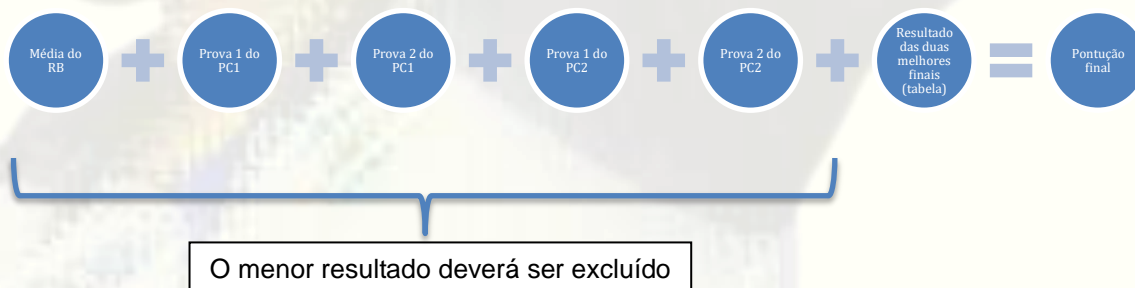 Média do
RB
Prova 1 do
PC1
Prova 2 do
PC1
Prova 1 do
PC2
Prova 2 do
PC2
Resultado
das duas
melhores
finais
(tabela)
Pontução
final
O menor resultado deverá ser excluído